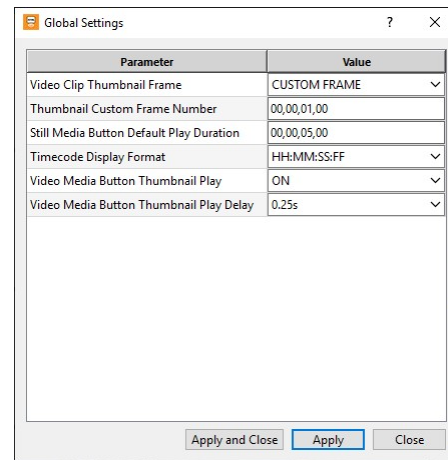 Global Settings ? ×
Parameter Value
Video Clip Thumbnail Frame CUSTOM FRAME
Thumbnail Custom Frame Number 00,00,01,00
Still Media Button Default Play Duration 00,00,05,00
Timecode Display Format HH:MM:SS:FF
Video Media Button Thumbnail Play ON
Video Media Button Thumbnail Play Delay 0.25s
Apply and Close Apply Close